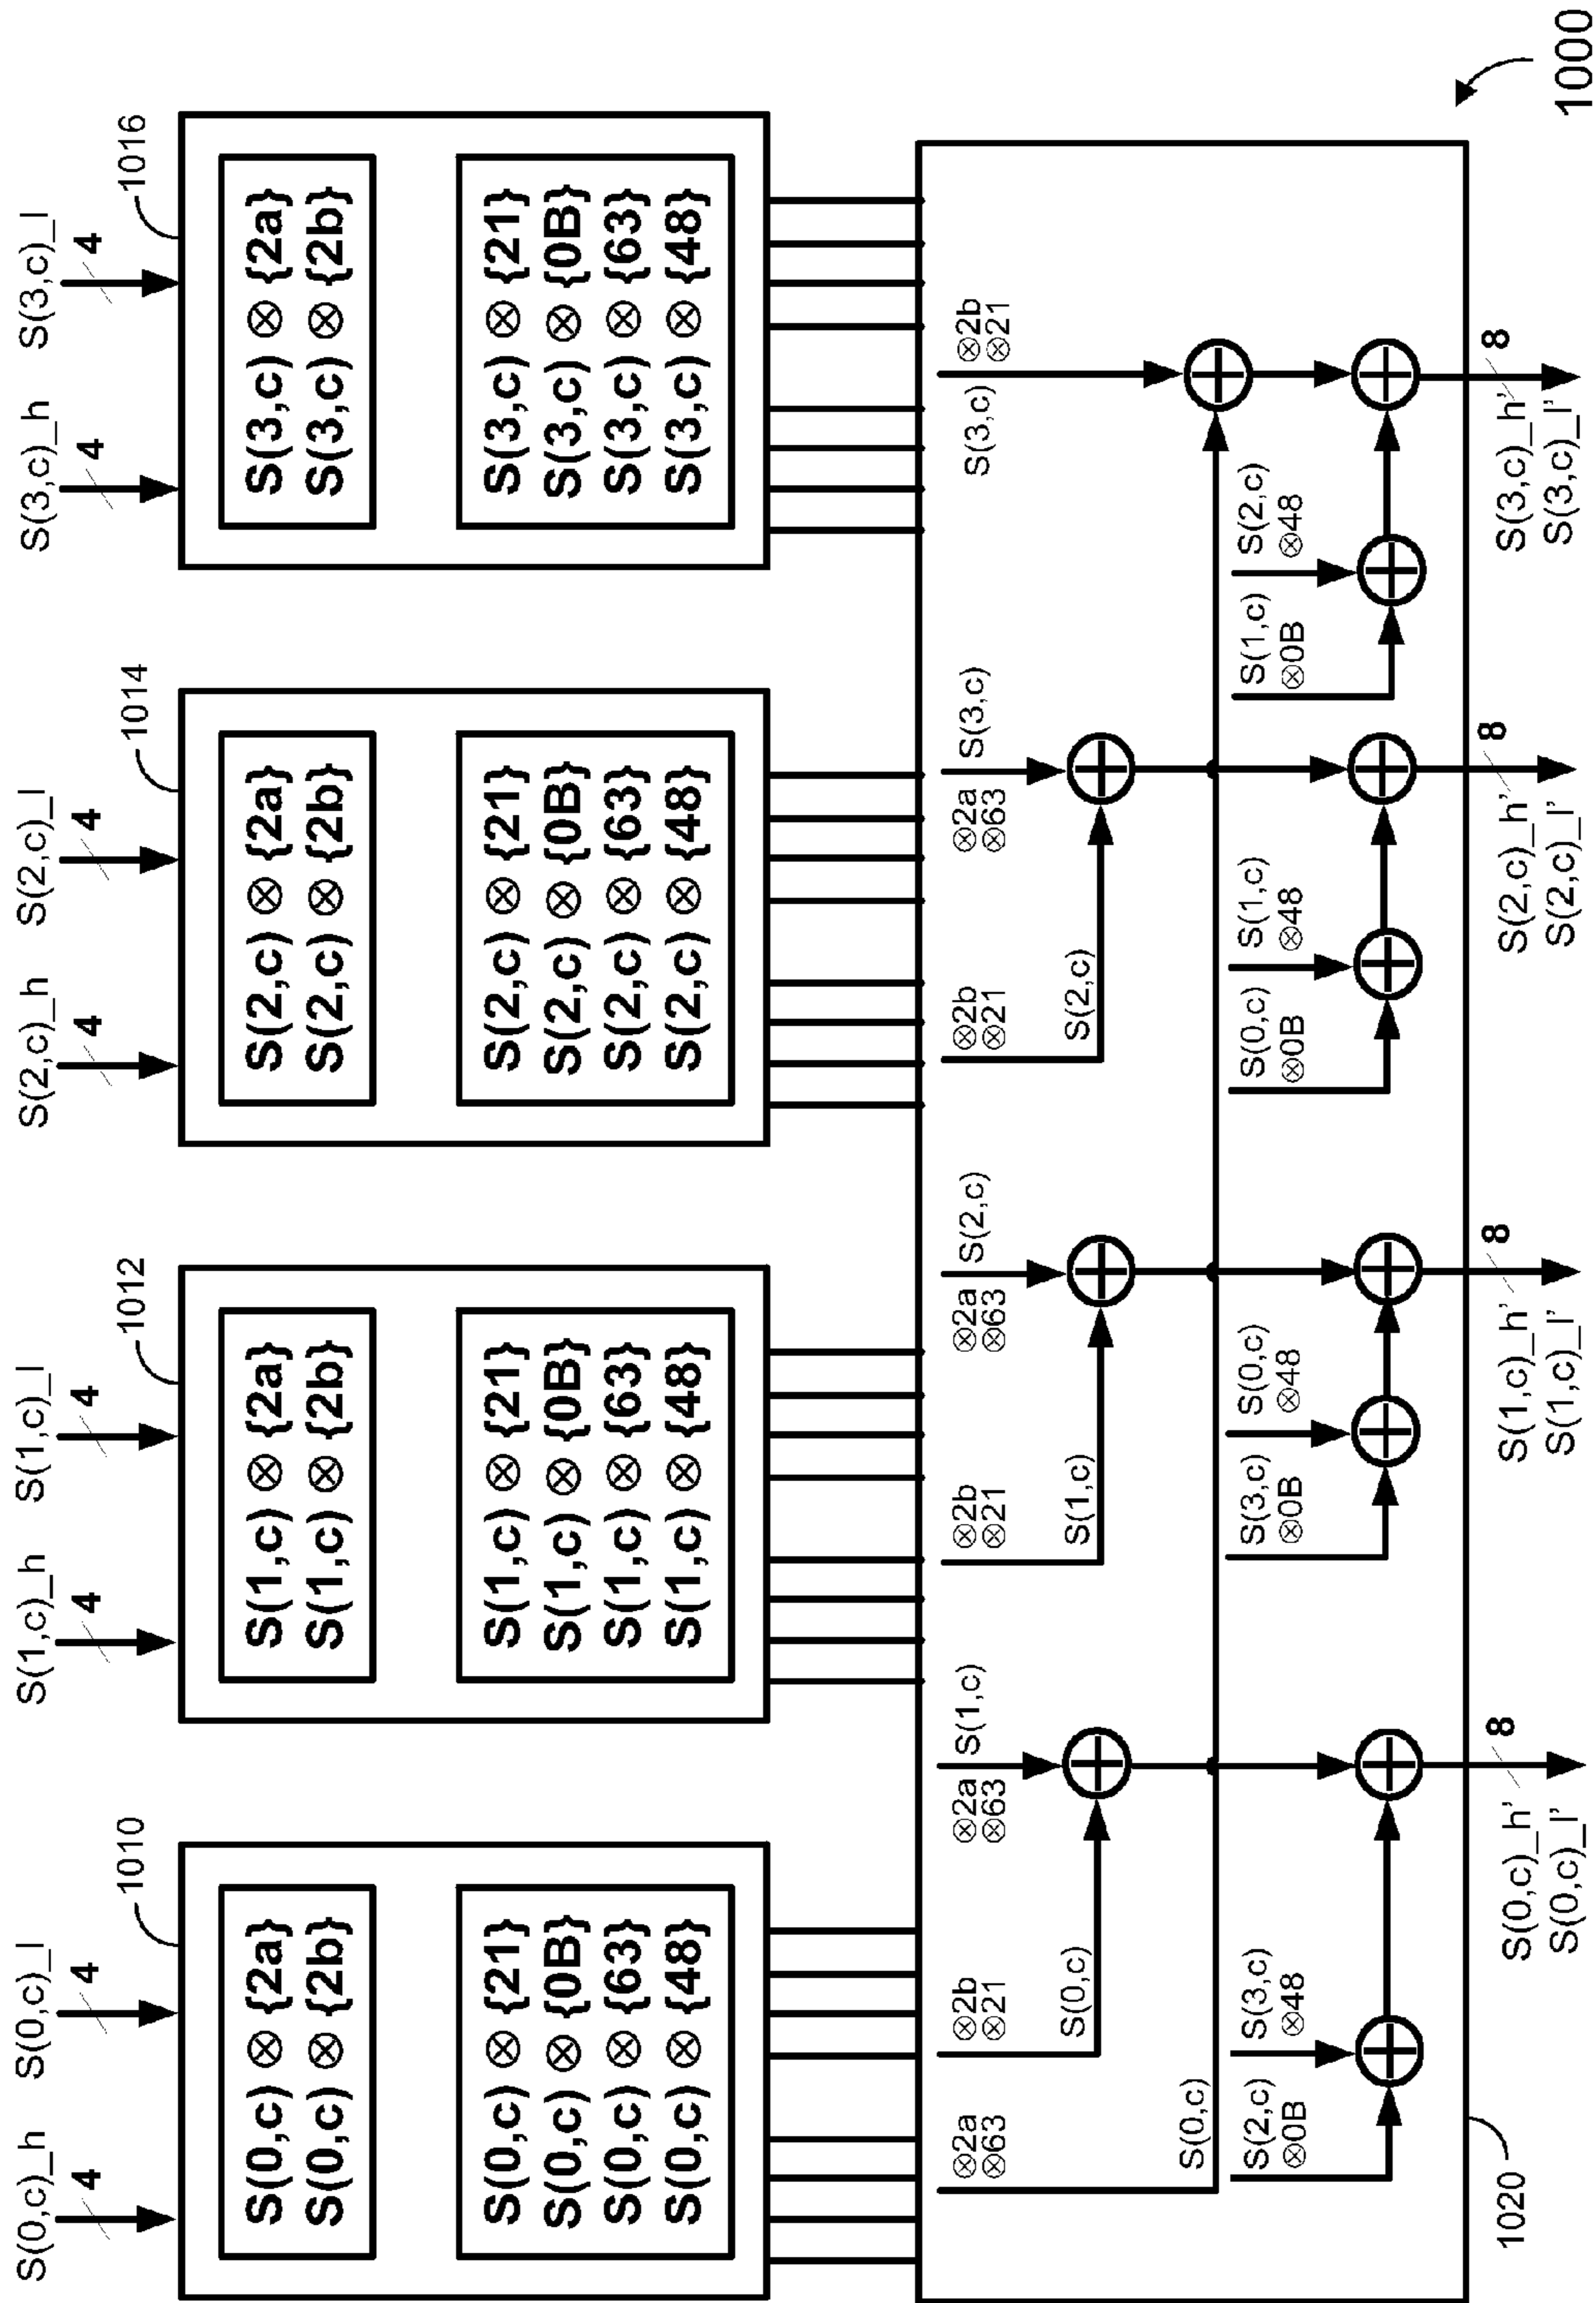 S(0,c)_h S(0,c)_l S(1,c)_h S(1,c)_l S(2,c)_h S(2,c)_l S(3,c)_h S(3,c)_l
4 4 4 4 4 4 4 4
1010 1012 1014 1016
S(0,c) ⊗ {2a}
S(0,c) ⊗ {2b}
S(0,c) ⊗ {21}
S(0,c) ⊗ {0B}
S(0,c) ⊗ {63}
S(0,c) ⊗ {48}
S(1,c) ⊗ {2a}
S(1,c) ⊗ {2b}
S(1,c) ⊗ {21}
S(1,c) ⊗ {0B}
S(1,c) ⊗ {63}
S(1,c) ⊗ {48}
S(2,c) ⊗ {2a}
S(2,c) ⊗ {2b}
S(2,c) ⊗ {21}
S(2,c) ⊗ {0B}
S(2,c) ⊗ {63}
S(2,c) ⊗ {48}
S(3,c) ⊗ {2a}
S(3,c) ⊗ {2b}
S(3,c) ⊗ {21}
S(3,c) ⊗ {0B}
S(3,c) ⊗ {63}
S(3,c) ⊗ {48}
⊗2a
⊗63
S(0,c)
⊗2b
⊗21
S(0,c)
⊗2a
⊗63
S(1,c)
⊗2b
⊗21
S(1,c)
⊗2a
⊗63
S(2,c)
⊗2b
⊗21
S(2,c)
⊗2a
⊗63
S(3,c)
S(3,c)
⊗2b
⊗21
S(2,c)
⊗0B
S(3,c)
⊗48
S(3,c)
⊗0B
S(0,c)
⊗48
S(0,c)
⊗0B
S(1,c)
⊗48
S(1,c)
⊗0B
S(2,c)
⊗48
1020
8 8 8 8
S(0,c)_h'
S(0,c)_l'
S(1,c)_h'
S(1,c)_l'
S(2,c)_h'
S(2,c)_l'
S(3,c)_h'
S(3,c)_l'
1000